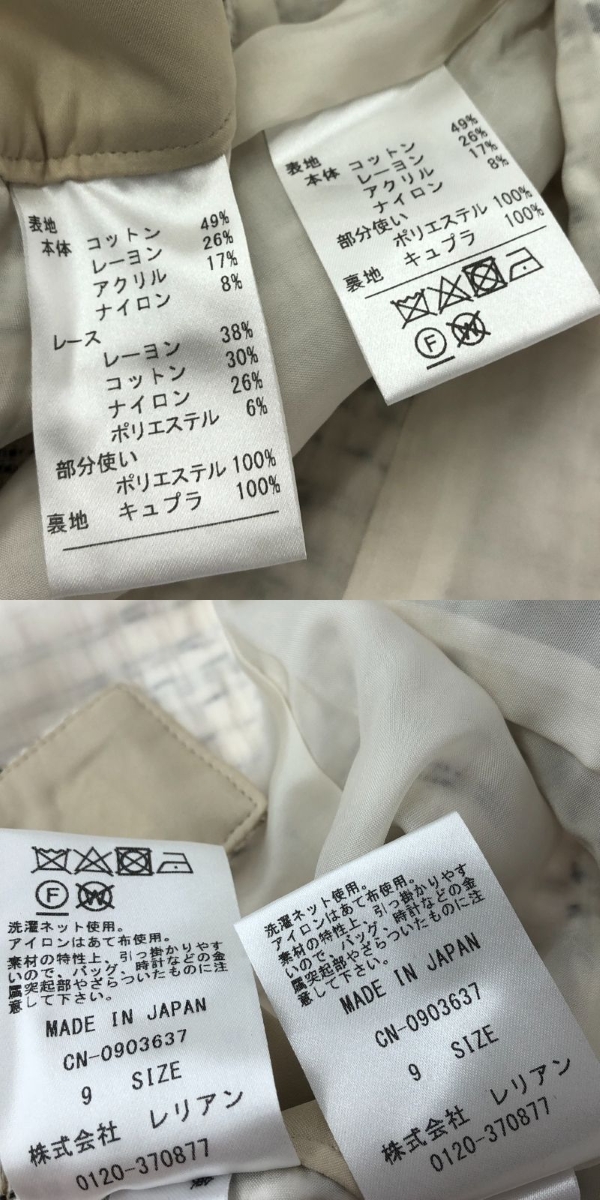 表地
本体 コットン 49%
レーヨン 26%
アクリル 17%
ナイロン 8%
レース
レーヨン 38%
コットン 30%
ナイロン 26%
ポリエステル 6%
部分使い
ポリエステル 100%
裏地 キュプラ 100%
表地
本体 コットン 49%
レーヨン 26%
アクリル 17%
ナイロン 8%
部分使い
ポリエステル 100%
裏地 キュプラ 100%
F W
F W
洗濯ネット使用。
アイロンはあて布使用。
素材の特性上、引っ掛かりやす
いので、バッグ、時計などの金
属突起部やざらついたものに注
意して下さい。
MADE IN JAPAN
CN-0903637
9 SIZE
株式会社 レリアン
0120-370877
洗濯ネット使用。
アイロンはあて布使用。
素材の特性上、引っ掛かりやす
いので、バッグ、時計などの金
属突起部やざらついたものに注
意して下さい。
MADE IN JAPAN
CN-0903637
9 SIZE
株式会社 レリアン
0120-370877